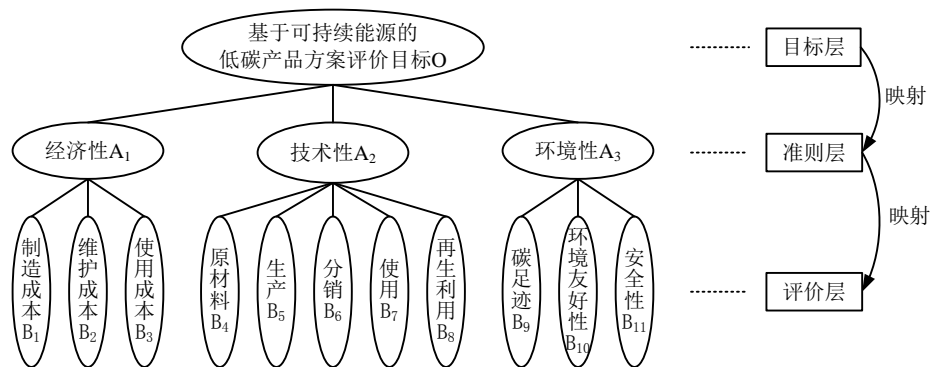 基于可持续能源的
低碳产品方案评价目标O
目标层
映射
经济性A₁
技术性A₂
环境性A₃
准则层
映射
制造成本B₁
维护成本B₂
使用成本B₃
原材料B₄
生产B₅
分销B₆
使用B₇
再生利用B₈
碳足迹B₉
环境友好性B₁₀
安全性B₁₁
评价层